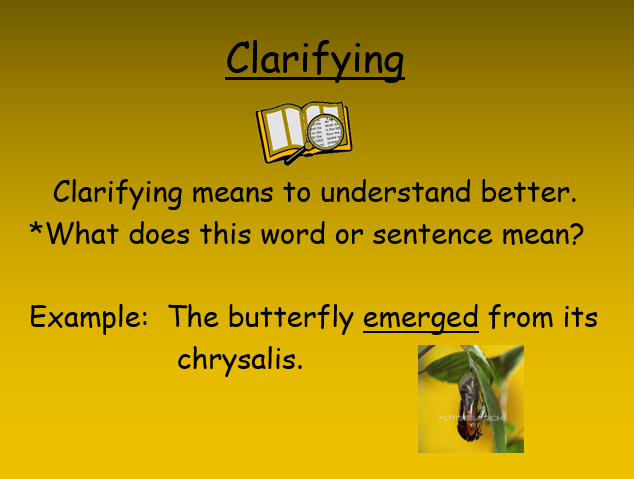 Clarifying
Clarifying means to understand better.
*What does this word or sentence mean?
Example: The butterfly emerged from its
chrysalis.